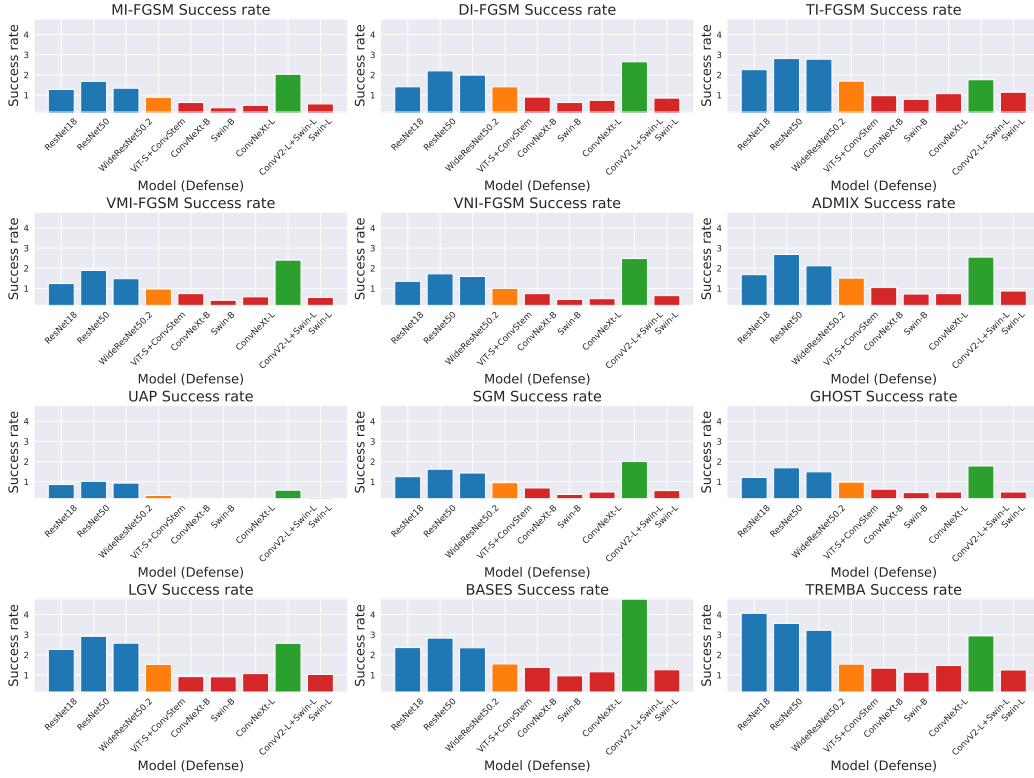 MI-FGSM Success rate
Success rate
4
3
2
1
ResNet18
ResNet50
WideResNet50.2
ViT-S+ConvStem
ConvNeXt-B
Swin-B
ConvNeXt-L
ConvV2-L+Swin-L
Swin-L
Model (Defense)
DI-FGSM Success rate
Success rate
4
3
2
1
ResNet18
ResNet50
WideResNet50.2
ViT-S+ConvStem
ConvNeXt-B
Swin-B
ConvNeXt-L
ConvV2-L+Swin-L
Swin-L
Model (Defense)
TI-FGSM Success rate
Success rate
4
3
2
1
ResNet18
ResNet50
WideResNet50.2
ViT-S+ConvStem
ConvNeXt-B
Swin-B
ConvNeXt-L
ConvV2-L+Swin-L
Swin-L
Model (Defense)
VMI-FGSM Success rate
Success rate
4
3
2
1
ResNet18
ResNet50
WideResNet50.2
ViT-S+ConvStem
ConvNeXt-B
Swin-B
ConvNeXt-L
ConvV2-L+Swin-L
Swin-L
Model (Defense)
VNI-FGSM Success rate
Success rate
4
3
2
1
ResNet18
ResNet50
WideResNet50.2
ViT-S+ConvStem
ConvNeXt-B
Swin-B
ConvNeXt-L
ConvV2-L+Swin-L
Swin-L
Model (Defense)
ADMIX Success rate
Success rate
4
3
2
1
ResNet18
ResNet50
WideResNet50.2
ViT-S+ConvStem
ConvNeXt-B
Swin-B
ConvNeXt-L
ConvV2-L+Swin-L
Swin-L
Model (Defense)
UAP Success rate
Success rate
4
3
2
1
ResNet18
ResNet50
WideResNet50.2
ViT-S+ConvStem
ConvNeXt-B
Swin-B
ConvNeXt-L
ConvV2-L+Swin-L
Swin-L
Model (Defense)
SGM Success rate
Success rate
4
3
2
1
ResNet18
ResNet50
WideResNet50.2
ViT-S+ConvStem
ConvNeXt-B
Swin-B
ConvNeXt-L
ConvV2-L+Swin-L
Swin-L
Model (Defense)
GHOST Success rate
Success rate
4
3
2
1
ResNet18
ResNet50
WideResNet50.2
ViT-S+ConvStem
ConvNeXt-B
Swin-B
ConvNeXt-L
ConvV2-L+Swin-L
Swin-L
Model (Defense)
LGV Success rate
Success rate
4
3
2
1
ResNet18
ResNet50
WideResNet50.2
ViT-S+ConvStem
ConvNeXt-B
Swin-B
ConvNeXt-L
ConvV2-L+Swin-L
Swin-L
Model (Defense)
BASES Success rate
Success rate
4
3
2
1
ResNet18
ResNet50
WideResNet50.2
ViT-S+ConvStem
ConvNeXt-B
Swin-B
ConvNeXt-L
ConvV2-L+Swin-L
Swin-L
Model (Defense)
TREMBA Success rate
Success rate
4
3
2
1
ResNet18
ResNet50
WideResNet50.2
ViT-S+ConvStem
ConvNeXt-B
Swin-B
ConvNeXt-L
ConvV2-L+Swin-L
Swin-L
Model (Defense)